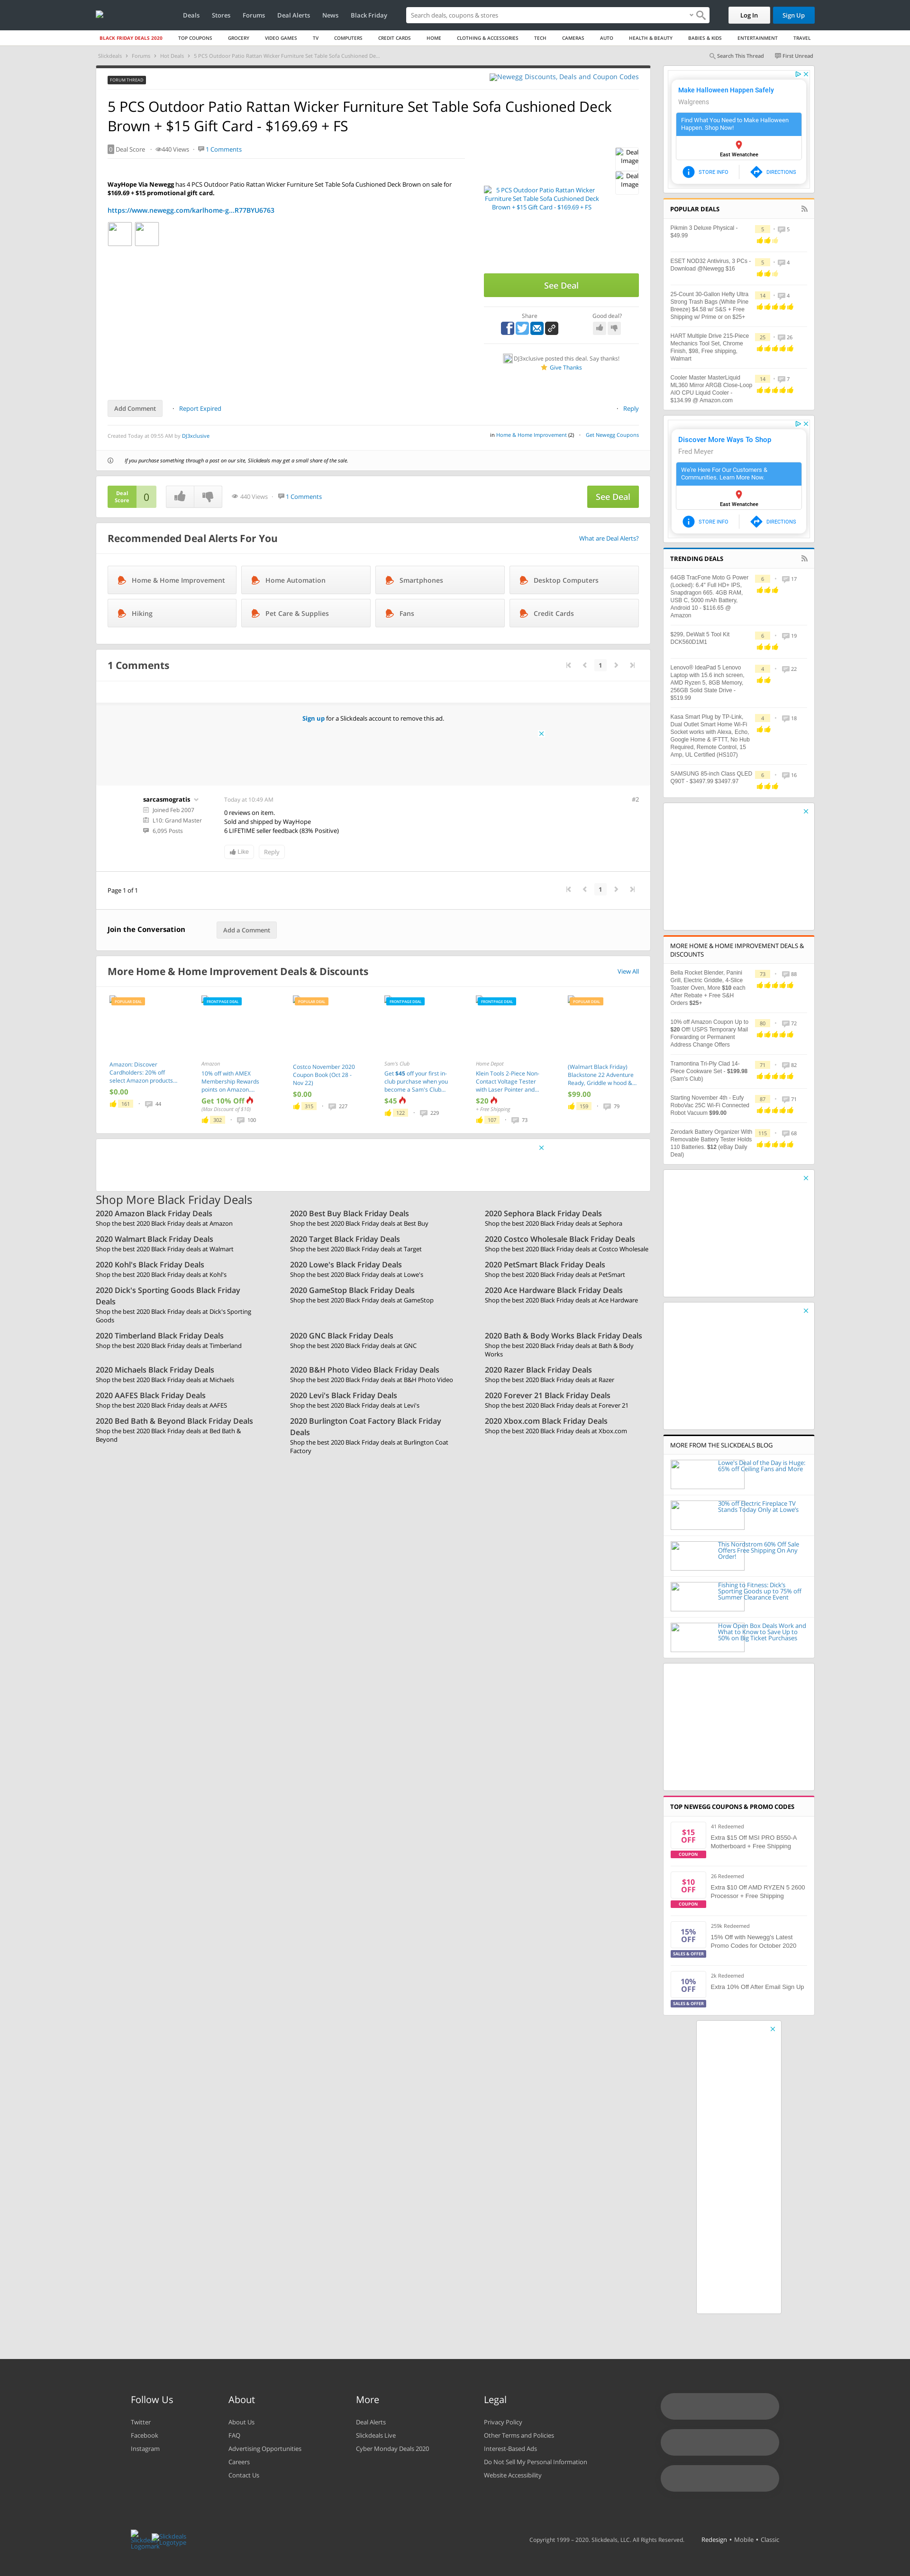 Deals Stores Forums Deal Alerts News Black Friday
Search deals, coupons & stores
Log In
Sign Up
BLACK FRIDAY DEALS 2020 TOP COUPONS GROCERY VIDEO GAMES TV COMPUTERS CREDIT CARDS HOME CLOTHING & ACCESSORIES TECH CAMERAS AUTO HEALTH & BEAUTY BABIES & KIDS ENTERTAINMENT TRAVEL
Slickdeals > Forums > Hot Deals > 5 PCS Outdoor Patio Rattan Wicker Furniture Set Table Sofa Cushioned De...
Search This Thread First Unread
FORUM THREAD
Newegg Discounts, Deals and Coupon Codes
5 PCS Outdoor Patio Rattan Wicker Furniture Set Table Sofa Cushioned Deck
Brown + $15 Gift Card - $169.69 + FS
0 Deal Score 440 Views 1 Comments
Deal
Image
Deal
Image
WayHope Via Newegg has 4 PCS Outdoor Patio Rattan Wicker Furniture Set Table Sofa Cushioned Deck Brown on sale for
$169.69 + $15 promotional gift card.
https://www.newegg.com/karlhome-g...R77BYU6763
5 PCS Outdoor Patio Rattan Wicker
Furniture Set Table Sofa Cushioned Deck
Brown + $15 Gift Card - $169.69 + FS
See Deal
Share
Good deal?
DJ3xclusive posted this deal. Say thanks!
Give Thanks
Add Comment
Report Expired
Reply
Created Today at 09:55 AM by DJ3xclusive
in Home & Home Improvement (2) Get Newegg Coupons
If you purchase something through a post on our site, Slickdeals may get a small share of the sale.
Deal
Score
0
440 Views 1 Comments
See Deal
Recommended Deal Alerts For You
What are Deal Alerts?
Home & Home Improvement
Home Automation
Smartphones
Desktop Computers
Hiking
Pet Care & Supplies
Fans
Credit Cards
1 Comments
1
Sign up for a Slickdeals account to remove this ad.
sarcasmogratis
Joined Feb 2007
L10: Grand Master
6,095 Posts
Today at 10:49 AM
#2
0 reviews on item.
Sold and shipped by WayHope
6 LIFETIME seller feedback (83% Positive)
Like
Reply
Page 1 of 1
1
Join the Conversation
Add a Comment
More Home & Home Improvement Deals & Discounts
View All
POPULAR DEAL
Amazon: Discover
Cardholders: 20% off
select Amazon products...
$0.00
161 44
FRONTPAGE DEAL
Amazon
10% off with AMEX
Membership Rewards
points on Amazon....
Get 10% Off
(Max Discount of $10)
302 100
POPULAR DEAL
Costco November 2020
Coupon Book (Oct 28 -
Nov 22)
$0.00
315 227
FRONTPAGE DEAL
Sam's Club
Get $45 off your first in-
club purchase when you
become a Sam's Club...
$45
122 229
FRONTPAGE DEAL
Home Depot
Klein Tools 2-Piece Non-
Contact Voltage Tester
with Laser Pointer and...
$20
+ Free Shipping
107 73
POPULAR DEAL
(Walmart Black Friday)
Blackstone 22 Adventure
Ready, Griddle w hood &...
$99.00
159 79
Shop More Black Friday Deals
2020 Amazon Black Friday Deals
Shop the best 2020 Black Friday deals at Amazon
2020 Best Buy Black Friday Deals
Shop the best 2020 Black Friday deals at Best Buy
2020 Sephora Black Friday Deals
Shop the best 2020 Black Friday deals at Sephora
2020 Walmart Black Friday Deals
Shop the best 2020 Black Friday deals at Walmart
2020 Target Black Friday Deals
Shop the best 2020 Black Friday deals at Target
2020 Costco Wholesale Black Friday Deals
Shop the best 2020 Black Friday deals at Costco Wholesale
2020 Kohl's Black Friday Deals
Shop the best 2020 Black Friday deals at Kohl's
2020 Lowe's Black Friday Deals
Shop the best 2020 Black Friday deals at Lowe's
2020 PetSmart Black Friday Deals
Shop the best 2020 Black Friday deals at PetSmart
2020 Dick's Sporting Goods Black Friday
Deals
Shop the best 2020 Black Friday deals at Dick's Sporting
Goods
2020 GameStop Black Friday Deals
Shop the best 2020 Black Friday deals at GameStop
2020 Ace Hardware Black Friday Deals
Shop the best 2020 Black Friday deals at Ace Hardware
2020 Timberland Black Friday Deals
Shop the best 2020 Black Friday deals at Timberland
2020 GNC Black Friday Deals
Shop the best 2020 Black Friday deals at GNC
2020 Bath & Body Works Black Friday Deals
Shop the best 2020 Black Friday deals at Bath & Body
Works
2020 Michaels Black Friday Deals
Shop the best 2020 Black Friday deals at Michaels
2020 B&H Photo Video Black Friday Deals
Shop the best 2020 Black Friday deals at B&H Photo Video
2020 Razer Black Friday Deals
Shop the best 2020 Black Friday deals at Razer
2020 AAFES Black Friday Deals
Shop the best 2020 Black Friday deals at AAFES
2020 Levi's Black Friday Deals
Shop the best 2020 Black Friday deals at Levi's
2020 Forever 21 Black Friday Deals
Shop the best 2020 Black Friday deals at Forever 21
2020 Bed Bath & Beyond Black Friday Deals
Shop the best 2020 Black Friday deals at Bed Bath &
Beyond
2020 Burlington Coat Factory Black Friday
Deals
Shop the best 2020 Black Friday deals at Burlington Coat
Factory
2020 Xbox.com Black Friday Deals
Shop the best 2020 Black Friday deals at Xbox.com
Make Halloween Happen Safely
Walgreens
Find What You Need to Make Halloween
Happen. Shop Now!
East Wenatchee
STORE INFO
DIRECTIONS
POPULAR DEALS
Pikmin 3 Deluxe Physical -
$49.99
5 5
ESET NOD32 Antivirus, 3 PCs -
Download @Newegg $16
5 4
25-Count 30-Gallon Hefty Ultra
Strong Trash Bags (White Pine
Breeze) $4.58 w/ S&S + Free
Shipping w/ Prime or on $25+
14 4
HART Multiple Drive 215-Piece
Mechanics Tool Set, Chrome
Finish, $98, Free shipping,
Walmart
25 26
Cooler Master MasterLiquid
ML360 Mirror ARGB Close-Loop
AIO CPU Liquid Cooler -
$134.99 @ Amazon.com
14 7
Discover More Ways To Shop
Fred Meyer
We're Here For Our Customers &
Communities. Learn More Now.
East Wenatchee
STORE INFO
DIRECTIONS
TRENDING DEALS
64GB TracFone Moto G Power
(Locked): 6.4" Full HD+ IPS,
Snapdragon 665, 4GB RAM,
USB C, 5000 mAh Battery,
Android 10 - $116.65 @
Amazon
6 17
$299, DeWalt 5 Tool Kit
DCK560D1M1
6 19
Lenovo® IdeaPad 5 Lenovo
Laptop with 15.6 inch screen,
AMD Ryzen 5, 8GB Memory,
256GB Solid State Drive -
$519.99
4 22
Kasa Smart Plug by TP-Link,
Dual Outlet Smart Home Wi-Fi
Socket works with Alexa, Echo,
Google Home & IFTTT, No Hub
Required, Remote Control, 15
Amp, UL Certified (HS107)
4 18
SAMSUNG 85-inch Class QLED
Q90T - $3497.99 $3497.97
6 16
MORE HOME & HOME IMPROVEMENT DEALS &
DISCOUNTS
Bella Rocket Blender, Panini
Grill, Electric Griddle, 4-Slice
Toaster Oven, More $10 each
After Rebate + Free S&H
Orders $25+
73 88
10% off Amazon Coupon Up to
$20 Off! USPS Temporary Mail
Forwarding or Permanent
Address Change Offers
80 72
Tramontina Tri-Ply Clad 14-
Piece Cookware Set - $199.98
(Sam's Club)
71 82
Starting November 4th - Eufy
RoboVac 25C Wi-Fi Connected
Robot Vacuum $99.00
87 71
Zerodark Battery Organizer With
Removable Battery Tester Holds
110 Batteries. $12 (eBay Daily
Deal)
115 68
MORE FROM THE SLICKDEALS BLOG
Lowe's Deal of the Day is Huge:
65% off Ceiling Fans and More
30% off Electric Fireplace TV
Stands Today Only at Lowe's
This Nordstrom 60% Off Sale
Offers Free Shipping On Any
Order!
Fishing to Fitness: Dick's
Sporting Goods up to 75% off
Summer Clearance Event
How Open Box Deals Work and
What to Know to Save Up to
50% on Big Ticket Purchases
TOP NEWEGG COUPONS & PROMO CODES
$15
OFF
COUPON
41 Redeemed
Extra $15 Off MSI PRO B550-A
Motherboard + Free Shipping
$10
OFF
COUPON
26 Redeemed
Extra $10 Off AMD RYZEN 5 2600
Processor + Free Shipping
15%
OFF
SALES & OFFER
259k Redeemed
15% Off with Newegg's Latest
Promo Codes for October 2020
10%
OFF
SALES & OFFER
2k Redeemed
Extra 10% Off After Email Sign Up
Follow Us
Twitter
Facebook
Instagram
About
About Us
FAQ
Advertising Opportunities
Careers
Contact Us
More
Deal Alerts
Slickdeals Live
Cyber Monday Deals 2020
Legal
Privacy Policy
Other Terms and Policies
Interest-Based Ads
Do Not Sell My Personal Information
Website Accessibility
Slickdeals
Logomark
Slickdeals
Logotype
Copyright 1999 – 2020. Slickdeals, LLC. All Rights Reserved.
Redesign • Mobile • Classic